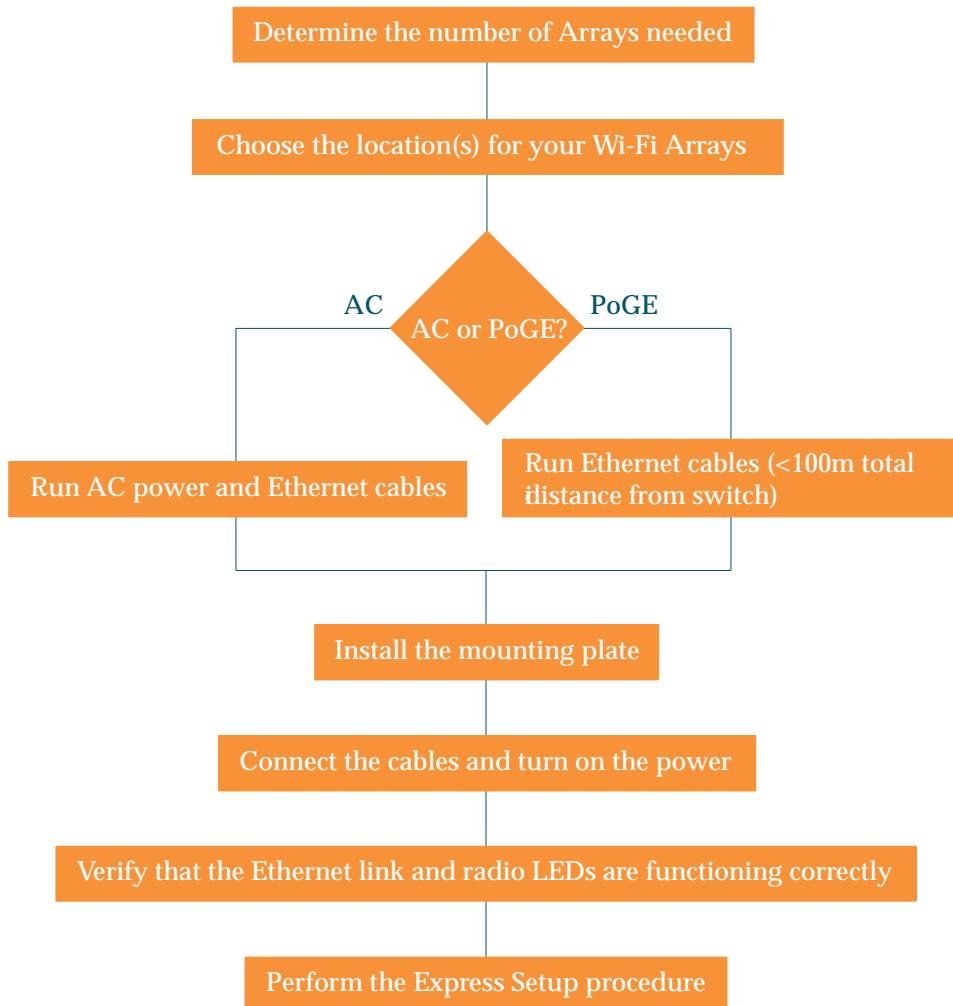 Determine the number of Arrays needed
Choose the location(s) for your Wi-Fi Arrays
AC
PoGE
AC or PoGE?
Run AC power and Ethernet cables
Run Ethernet cables (<100m total
distance from switch)
Install the mounting plate
Connect the cables and turn on the power
Verify that the Ethernet link and radio LEDs are functioning correctly
Perform the Express Setup procedure